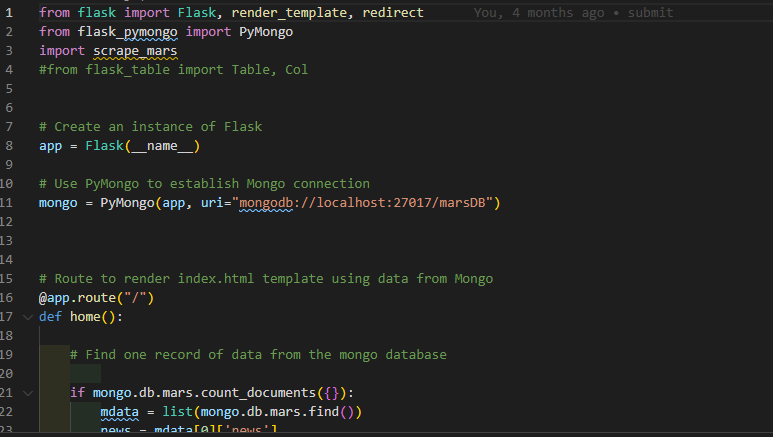 1 from flask import Flask, render_template, redirect You, 4 months ago • submit
2 from flask_pymongo import PyMongo
3 import scrape_mars
4 #from flask_table import Table, Col
5
6
7 # Create an instance of Flask
8 app = Flask(__name__)
9
10 # Use PyMongo to establish Mongo connection
11 mongo = PyMongo(app, uri="mongodb://localhost:27017/marsDB")
12
13
14
15 # Route to render index.html template using data from Mongo
16 @app.route("/")
17 def home():
18
19 # Find one record of data from the mongo database
20
21 if mongo.db.mars.count_documents({}):
22 mdata = list(mongo.db.mars.find())
23 news = mdata[0]['news']